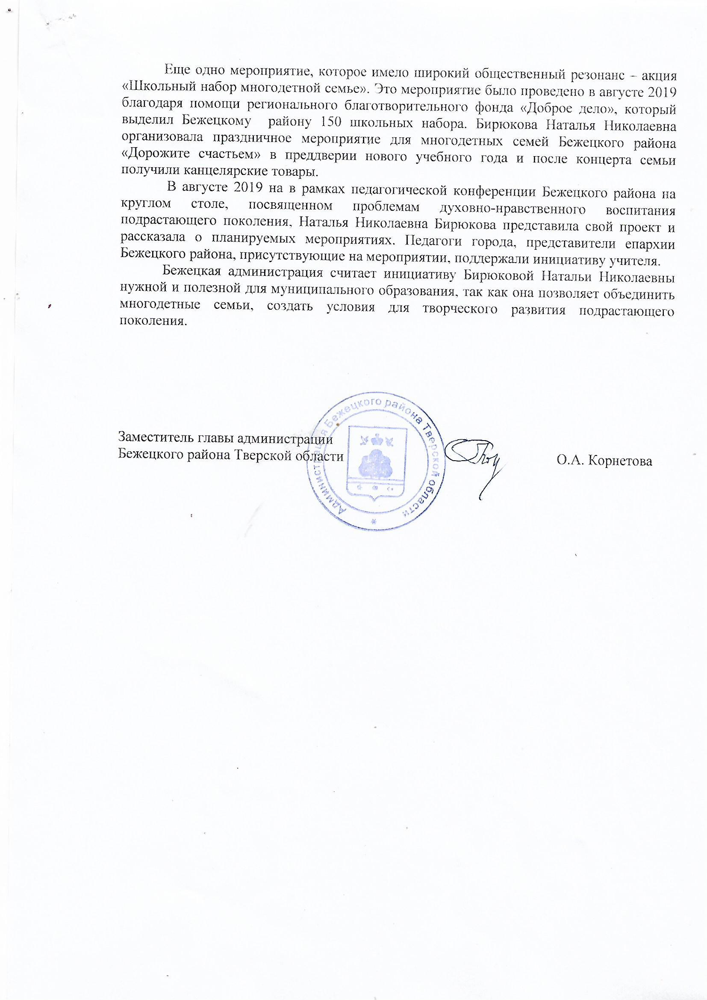 Еще одно мероприятие, которое имело широкий общественный резонанс – акция
«Школьный набор многодетной семье». Это мероприятие было проведено в августе 2019
благодаря помощи регионального благотворительного фонда «Доброе дело», который
выделил Бежецкому району 150 школьных набора. Бирюкова Наталья Николаевна
организовала праздничное мероприятие для многодетных семей Бежецкого района
«Дорожите счастьем» в преддверии нового учебного года и после концерта семьи
получили канцелярские товары.
В августе 2019 на в рамках педагогической конференции Бежецкого района на
круглом столе, посвященном проблемам духовно-нравственного воспитания
подрастающего поколения, Наталья Николаевна Бирюкова представила свой проект и
рассказала о планируемых мероприятиях. Педагоги города, представители епархии
Бежецкого района, присутствующие на мероприятии, поддержали инициативу учителя.
Бежецкая администрация считает инициативу Бирюковой Натальи Николаевны
нужной и полезной для муниципального образования, так как она позволяет объединить
многодетные семьи, создать условия для творческого развития подрастающего
поколения.
Заместитель главы администрации
Бежецкого района Тверской области
О.А. Корнетова
Администрация Бежецкого района Тверской области
*